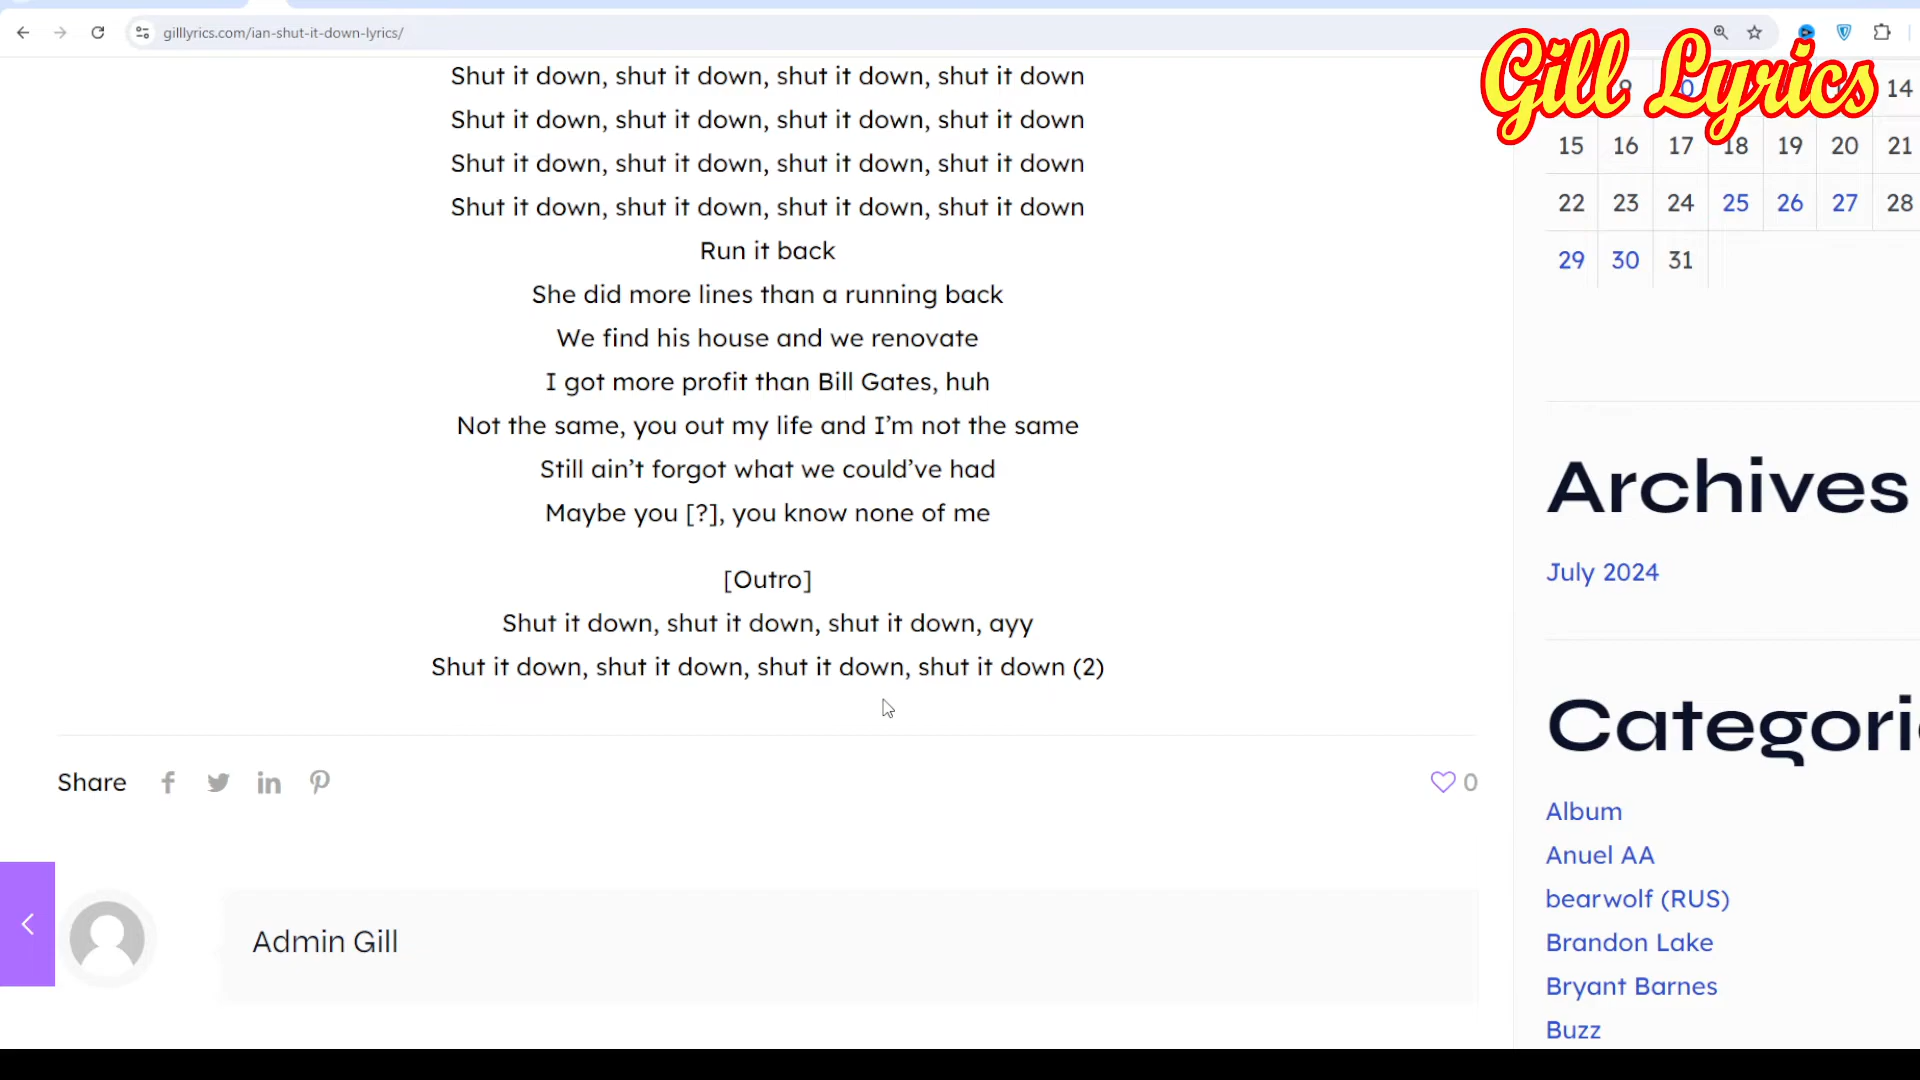 gilllyrics.com/ian-shut-it-down-lyrics/
Gill Lyrics
Shut it down, shut it down, shut it down, shut it down
Shut it down, shut it down, shut it down, shut it down
Shut it down, shut it down, shut it down, shut it down
Shut it down, shut it down, shut it down, shut it down
Run it back
She did more lines than a running back
We find his house and we renovate
I got more profit than Bill Gates, huh
Not the same, you out my life and I’m not the same
Still ain’t forgot what we could’ve had
Maybe you [?], you know none of me
[Outro]
Shut it down, shut it down, shut it down, ayy
Shut it down, shut it down, shut it down, shut it down (2)
Share
0
Admin Gill
14
15 16 17 18 19 20 21
22 23 24 25 26 27 28
29 30 31
Archives
July 2024
Categori
Album
Anuel AA
bearwolf (RUS)
Brandon Lake
Bryant Barnes
Buzz